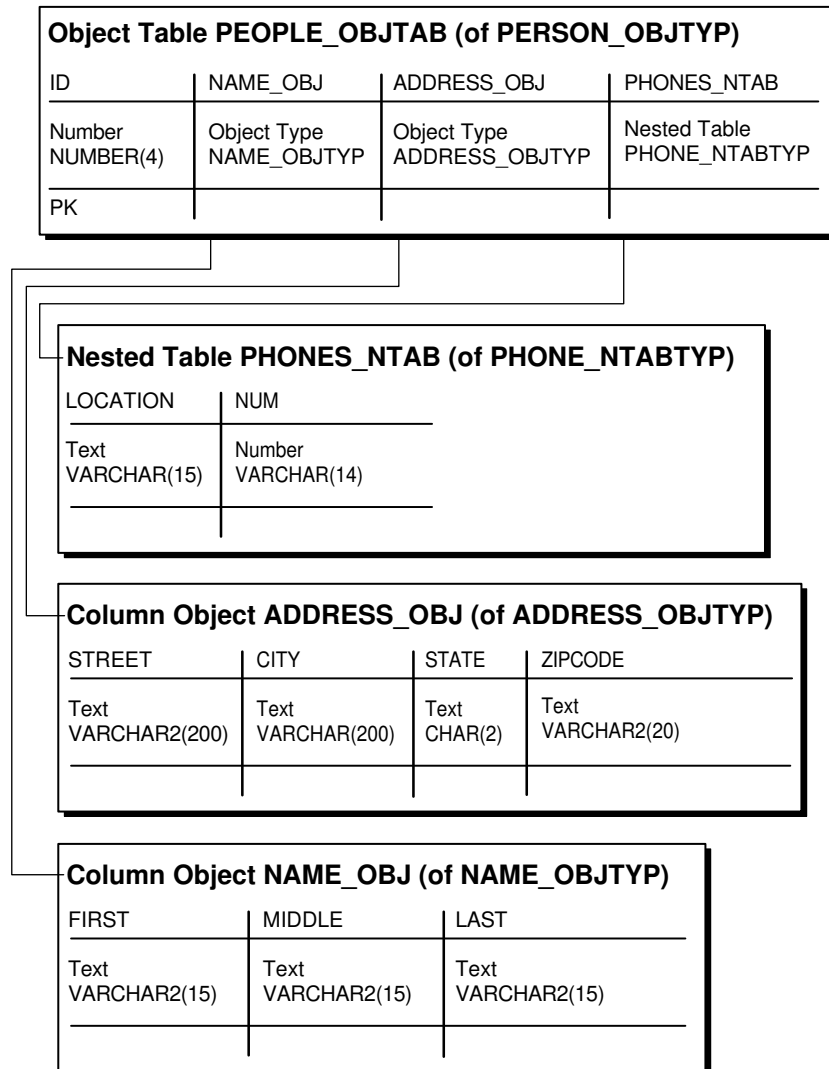 Object Table PEOPLE_OBJTAB (of PERSON_OBJTYP)
ID NAME_OBJ ADDRESS_OBJ PHONES_NTAB
Number Object Type Object Type Nested Table
NUMBER(4) NAME_OBJTYP ADDRESS_OBJTYP PHONE_NTABTYP
PK
Nested Table PHONES_NTAB (of PHONE_NTABTYP)
LOCATION NUM
Text Number
VARCHAR(15) VARCHAR(14)
Column Object ADDRESS_OBJ (of ADDRESS_OBJTYP)
STREET CITY STATE ZIPCODE
Text Text Text Text
VARCHAR2(200) VARCHAR(200) CHAR(2) VARCHAR2(20)
Column Object NAME_OBJ (of NAME_OBJTYP)
FIRST MIDDLE LAST
Text Text Text
VARCHAR2(15) VARCHAR2(15) VARCHAR2(15)